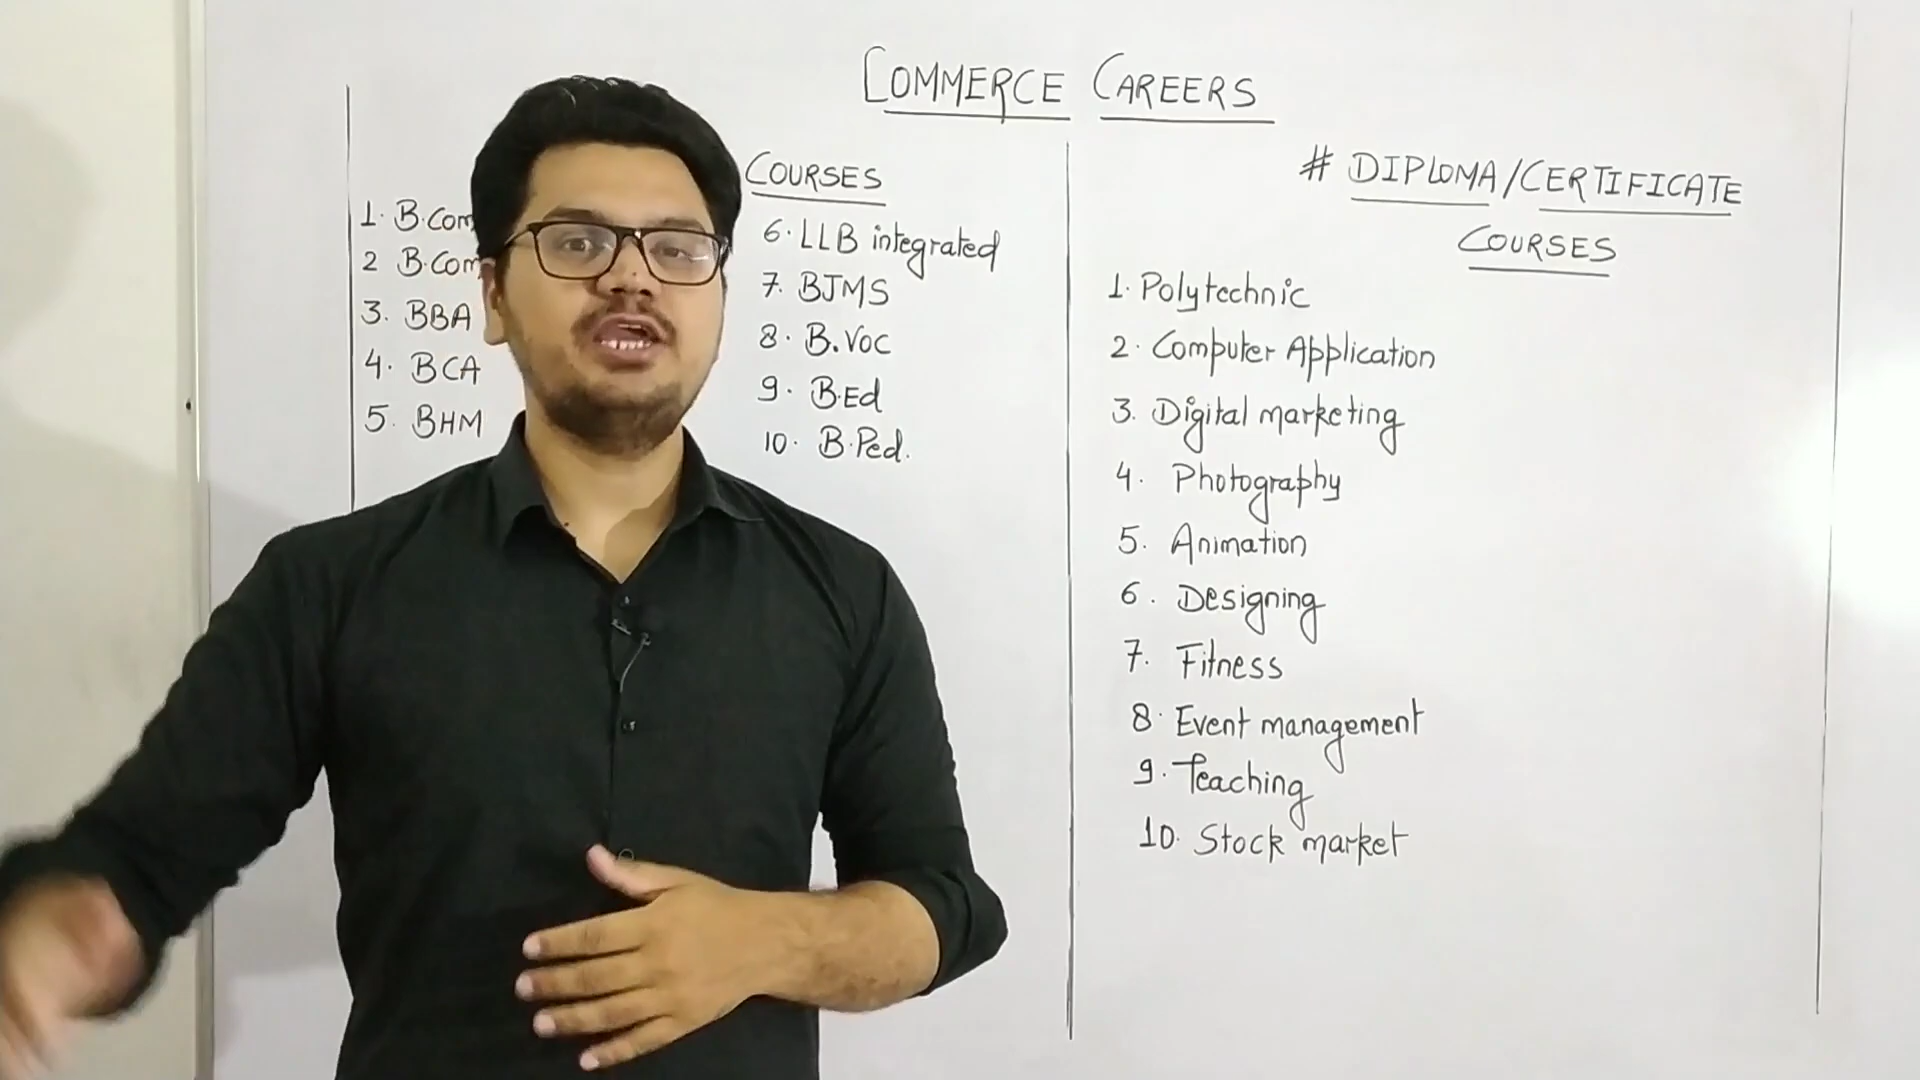 COMMERCE CAREERS
COURSES
1. B.Com
2 B.Com
3. BBA
4. BCA
5. BHM
6. LLB integrated
7. BJMS
8. B.Voc
9. B.Ed
10. B.Ped.
# DIPLOMA/CERTIFICATE
COURSES
1. Polytechnic
2. Computer Application
3. Digital marketing
4. Photography
5. Animation
6. Designing
7. Fitness
8. Event management
9. Teaching
10. Stock market